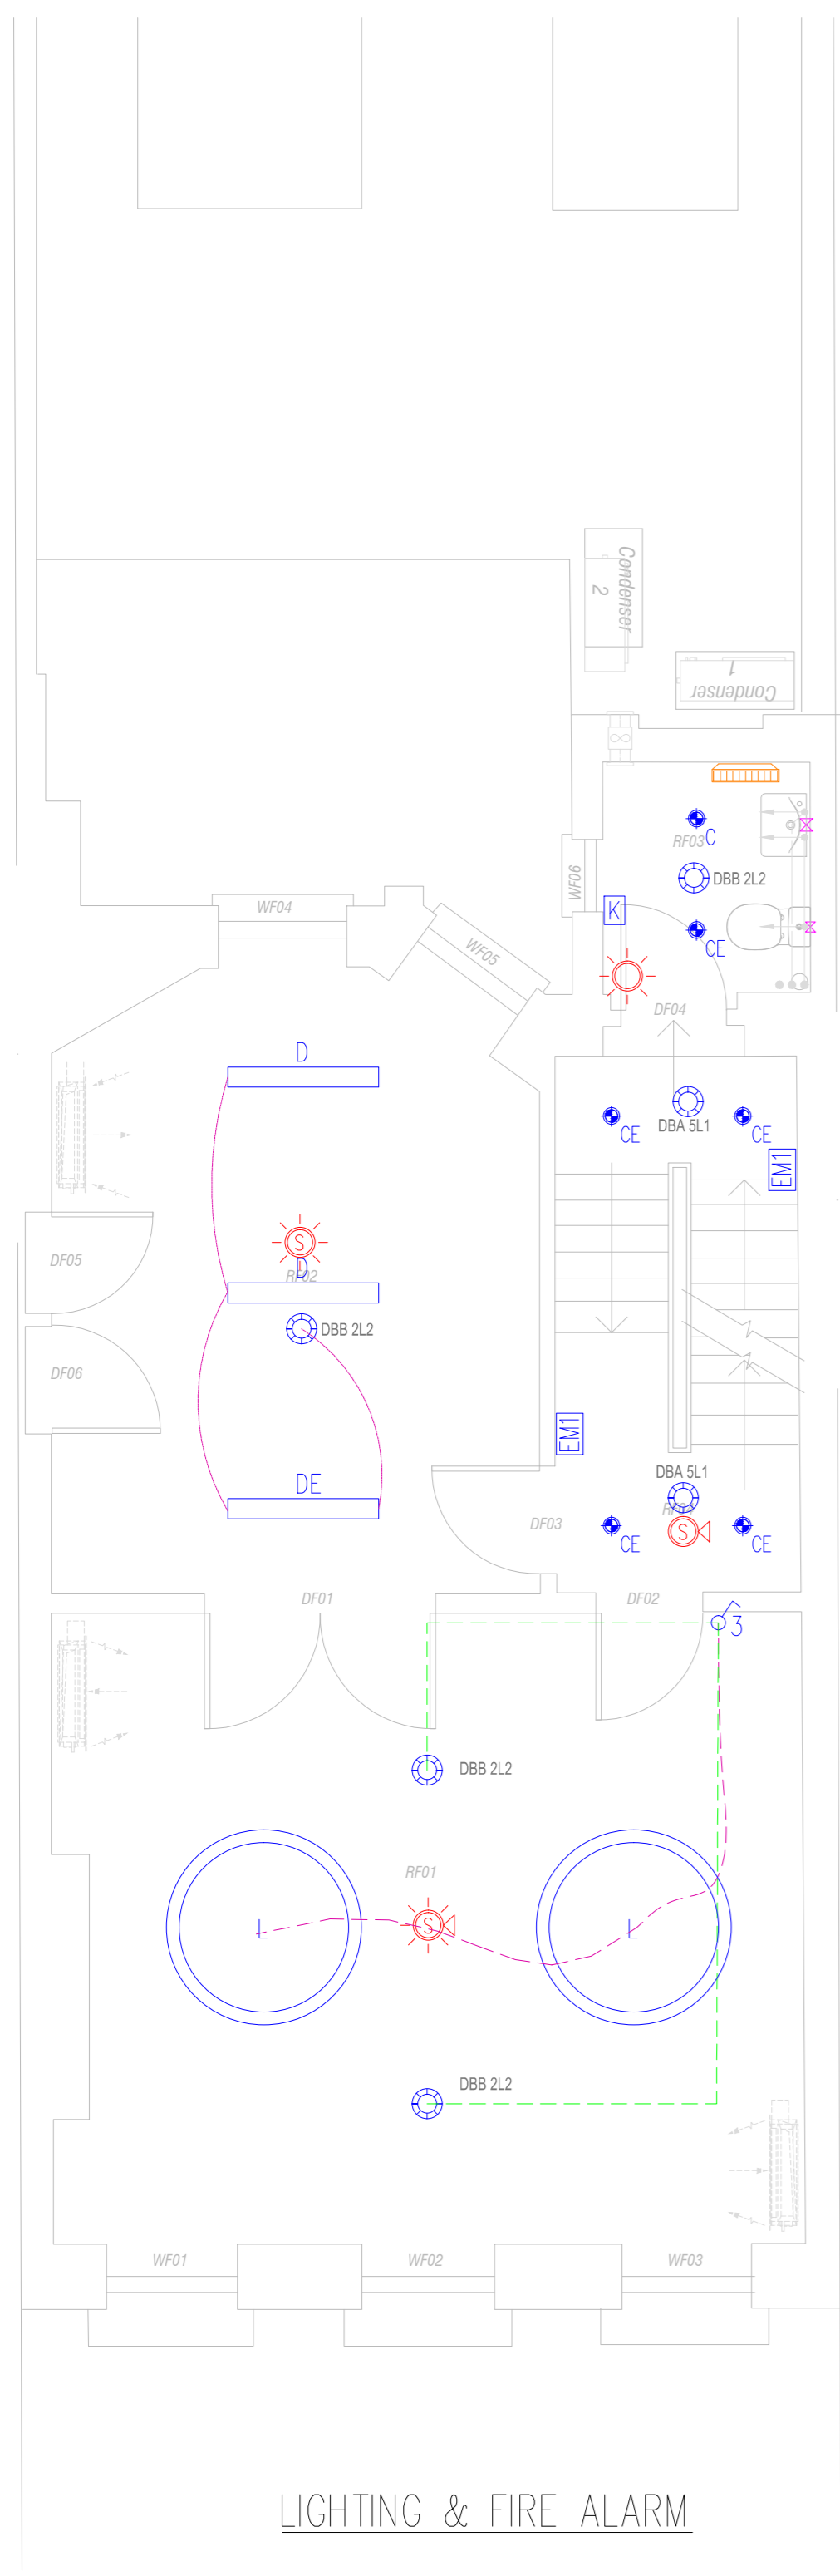 Condenser
2
Condenser
1
C
RF03
DBB 2L2
WF06
K
CE
WF04
WF05
DF04
D
DBA 5L1
CE
CE
EM1
S
DF05
D
RF02
DBB 2L2
DF06
EM1
DE
DBA 5L1
S
DF03
CE
CE
DF01
DF02
3
DBB 2L2
RF01
L
S
L
DBB 2L2
WF01
WF02
WF03
LIGHTING & FIRE ALARM